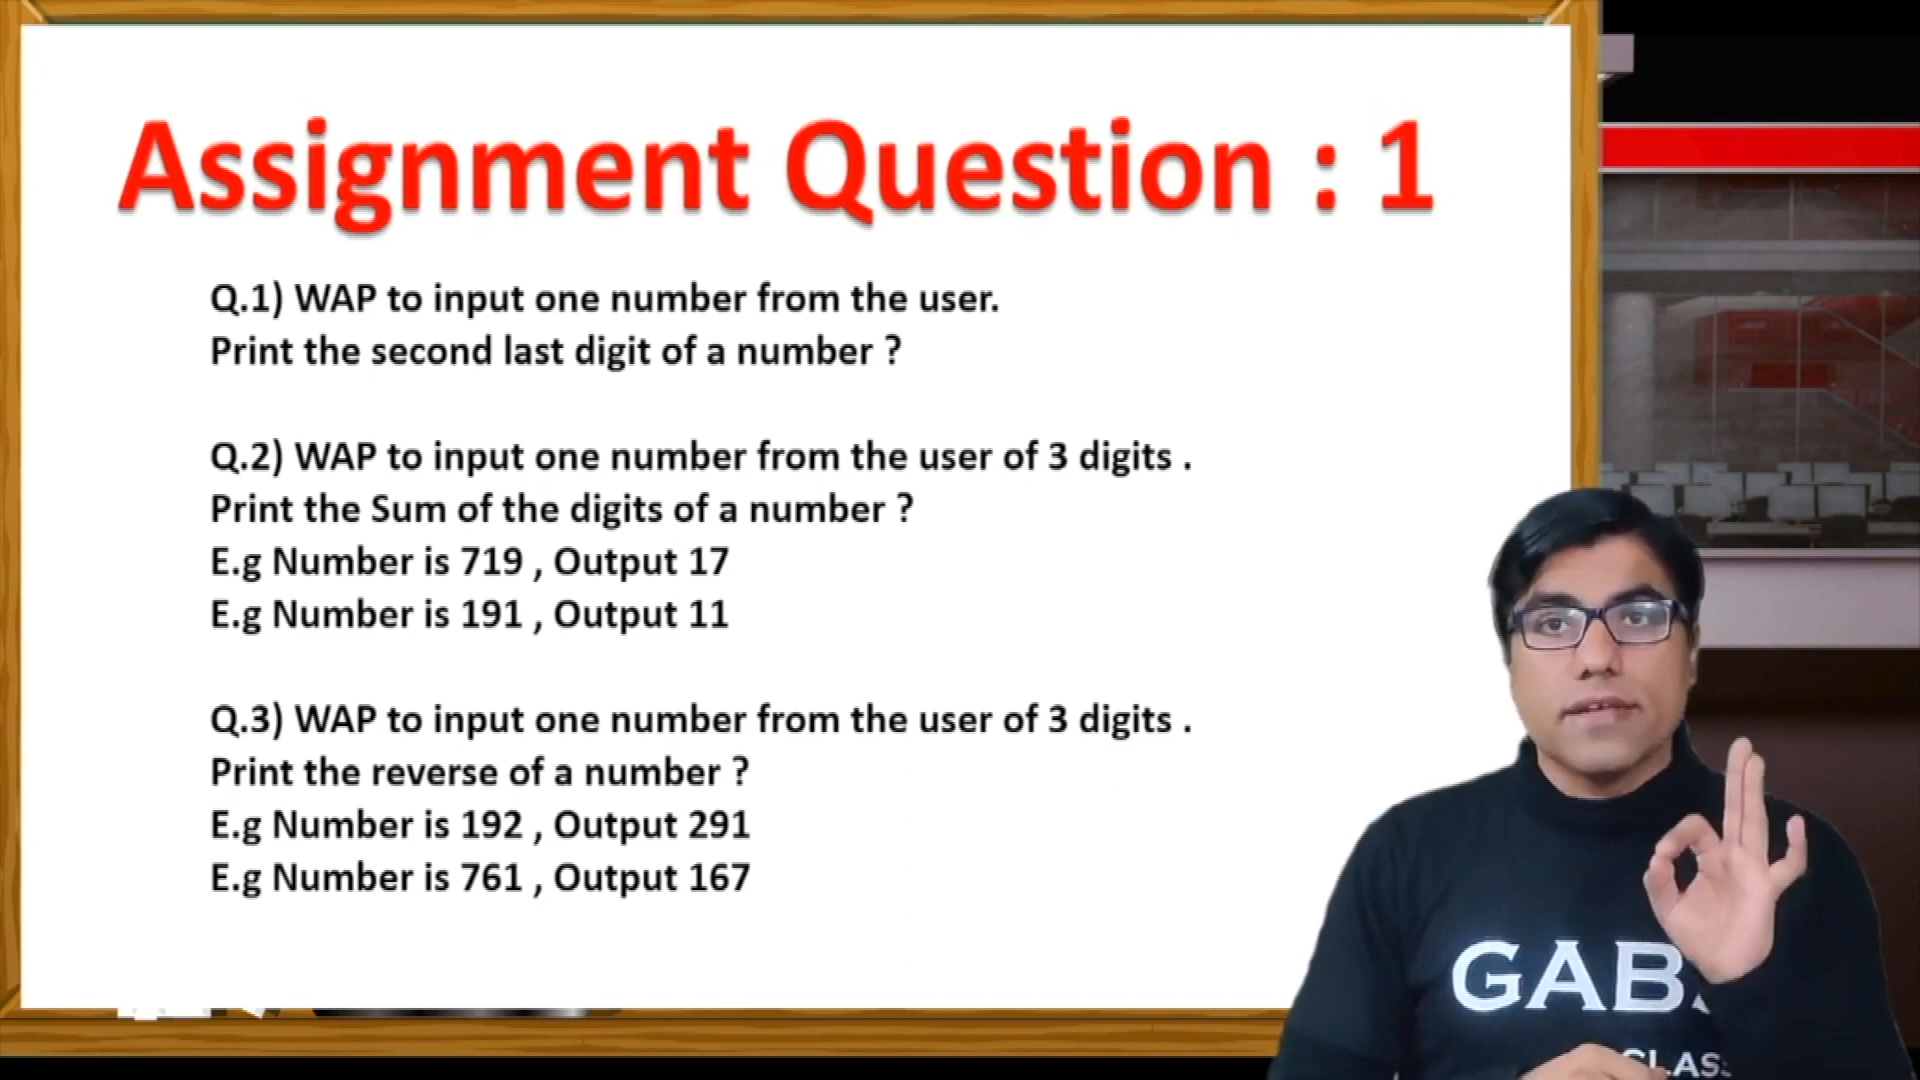 Assignment Question : 1
Q.1) WAP to input one number from the user.
Print the second last digit of a number ?
Q.2) WAP to input one number from the user of 3 digits .
Print the Sum of the digits of a number ?
E.g Number is 719 , Output 17
E.g Number is 191 , Output 11
Q.3) WAP to input one number from the user of 3 digits .
Print the reverse of a number ?
E.g Number is 192 , Output 291
E.g Number is 761 , Output 167